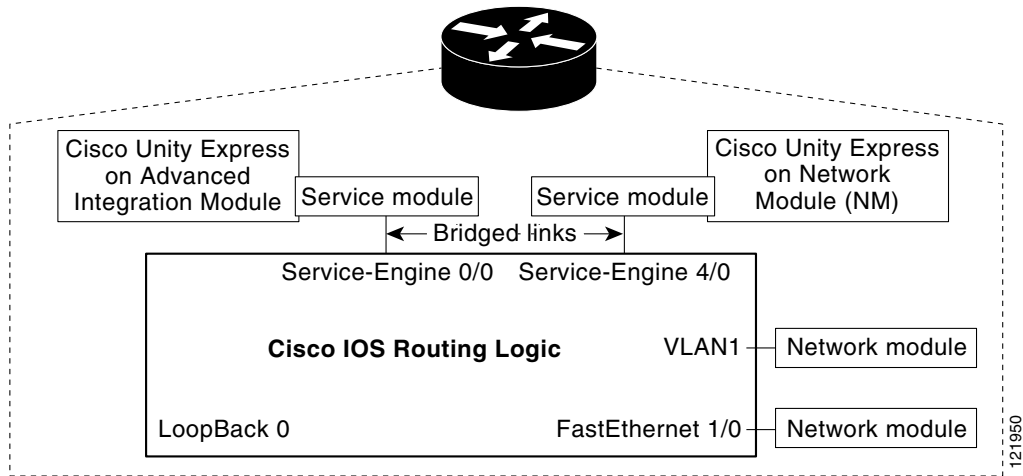 Cisco Unity Express
on Advanced
Integration Module
Service module
Service module
Cisco Unity Express
on Network
Module (NM)
Bridged links
Service-Engine 0/0
Service-Engine 4/0
Cisco IOS Routing Logic
VLAN1
Network module
LoopBack 0
FastEthernet 1/0
Network module
121950